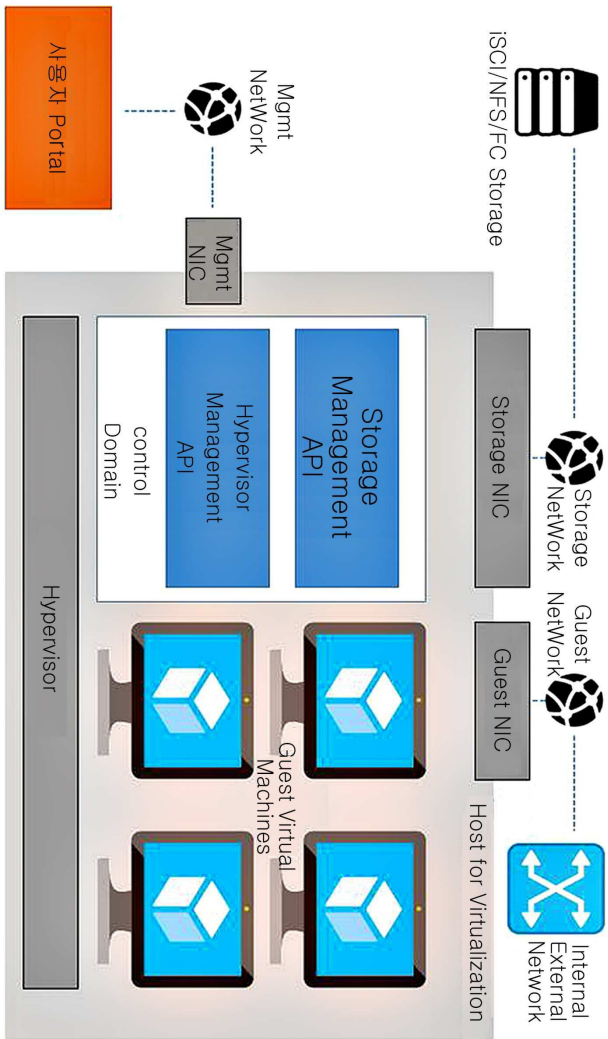 iSCI/NFS/FC Storage
Storage
NetWork
Guest
NetWork
Internal
External
Network
Storage NIC
Guest NIC
Host for Virtualization
Mgmt
NetWork
Mgmt
NIC
사용자 Portal
Storage
Management
API
Hypervisor
Management
API
control
Domain
Guest Virtual
Machines
Hypervisor